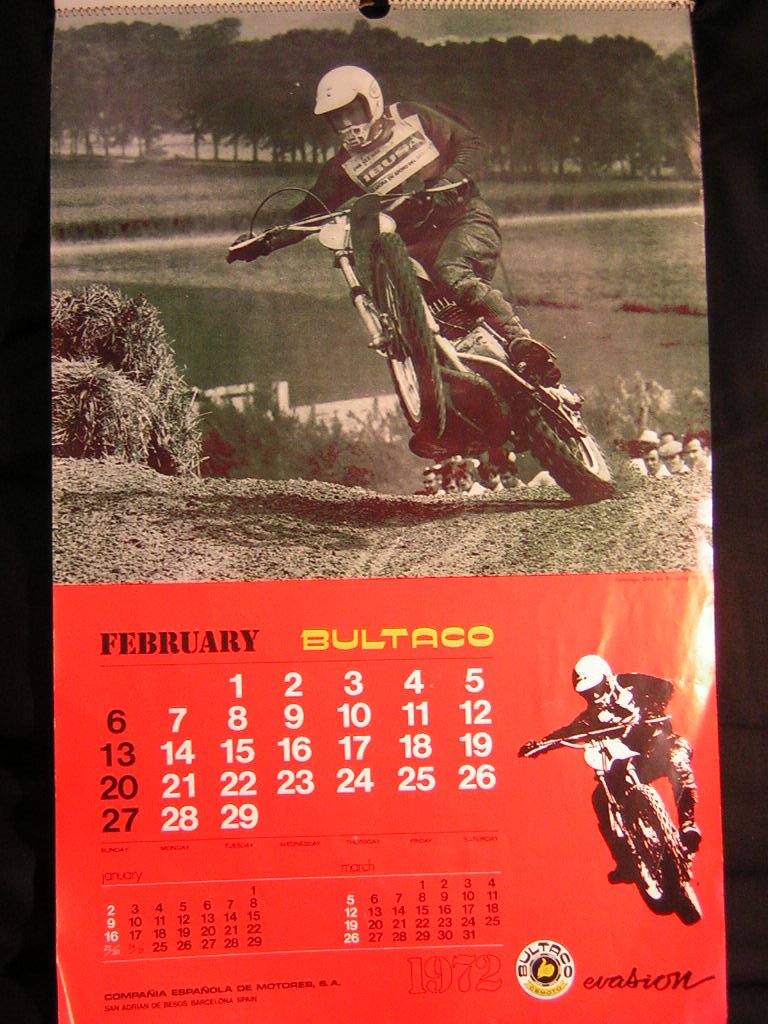 JEUSA
FEBRUARY BULTACO
1 2 3 4 5
6 7 8 9 10 11 12
13 14 15 16 17 18 19
20 21 22 23 24 25 26
27 28 29
SUNDAY MONDAY TUESDAY WEDNESDAY THURSDAY FRIDAY SATURDAY
january
1
2 3 4 5 6 7 8
9 10 11 12 13 14 15
16 17 18 19 20 21 22
25 26 27 28 29
march
1 2 3 4
5 6 7 8 9 10 11
12 13 14 15 16 17 18
19 20 21 22 23 24 25
26 27 28 29 30 31
1972
BULTACO
CEMOTO
evasion
COMPAÑIA ESPAÑOLA DE MOTORES, S.A.
SAN ADRIAN DE BESOS BARCELONA SPAIN